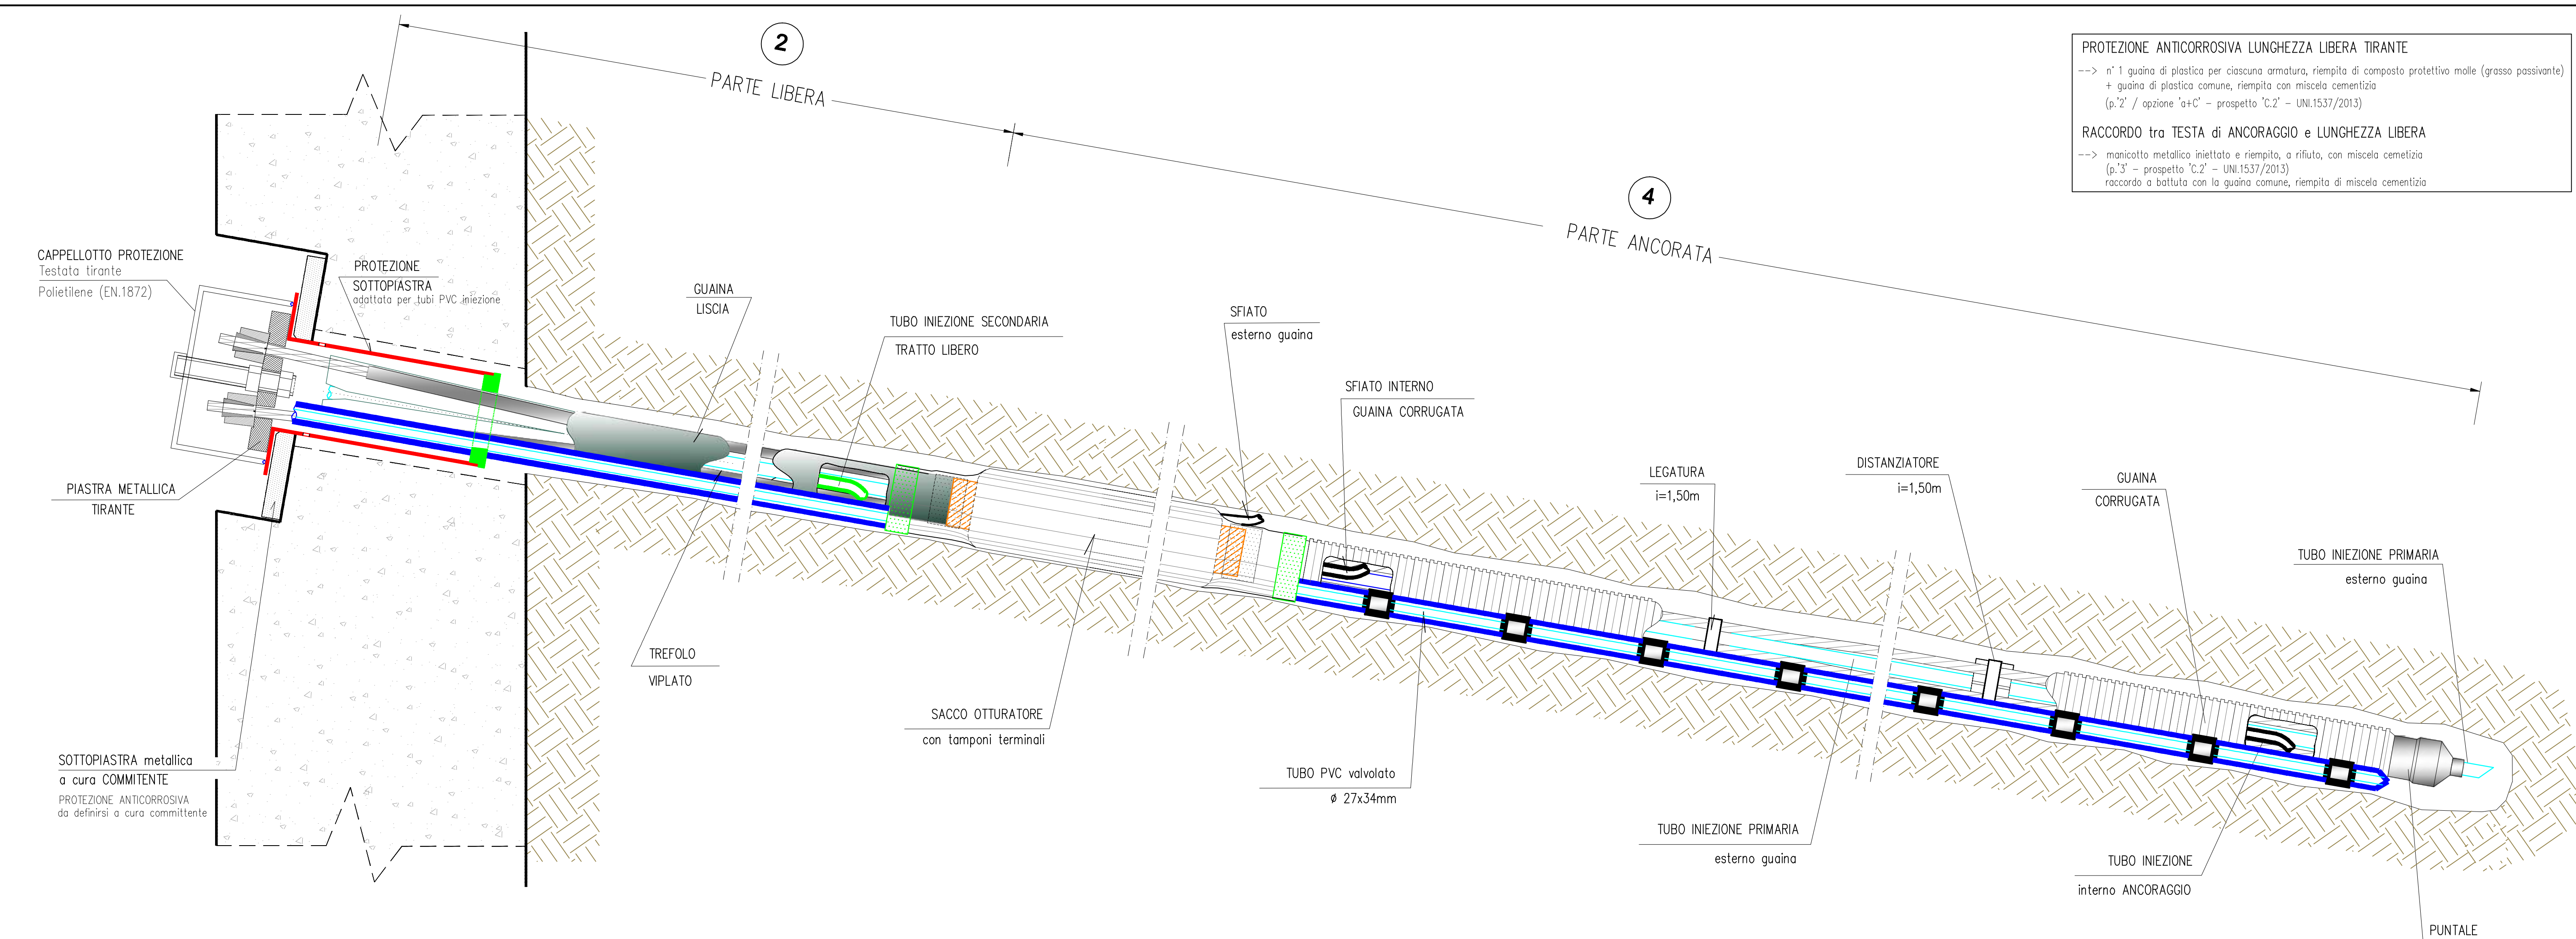 2
PARTE LIBERA
4
PARTE ANCORATA
PROTEZIONE ANTICORROSIVA LUNGHEZZA LIBERA TIRANTE
--> n° 1 guaina di plastica per ciascuna armatura, riempita di composto protettivo molle (grasso passivante)
+ guaina di plastica comune, riempita con miscela cementizia
(p.'2' / opzione 'a+C' - prospetto 'C.2' - UNI.1537/2013)
RACCORDO tra TESTA di ANCORAGGIO e LUNGHEZZA LIBERA
--> manicotto metallico iniettato e riempito, a rifiuto, con miscela cemetizia
(p.'3' - prospetto 'C.2' - UNI.1537/2013)
raccordo a battuta con la guaina comune, riempita di miscela cementizia
CAPPELLOTTO PROTEZIONE
Testata tirante
Polietilene (EN.1872)
PROTEZIONE
SOTTOPIASTRA
adattata per tubi PVC iniezione
GUAINA
LISCIA
TUBO INIEZIONE SECONDARIA
TRATTO LIBERO
SFIATO
esterno guaina
SFIATO INTERNO
GUAINA CORRUGATA
LEGATURA
i=1,50m
DISTANZIATORE
i=1,50m
GUAINA
CORRUGATA
TUBO INIEZIONE PRIMARIA
esterno guaina
PIASTRA METALLICA
TIRANTE
TREFOLO
VIPLATO
SACCO OTTURATORE
con tamponi terminali
TUBO PVC valvolato
ø 27x34mm
TUBO INIEZIONE PRIMARIA
esterno guaina
TUBO INIEZIONE
interno ANCORAGGIO
PUNTALE
SOTTOPIASTRA metallica
a cura COMMITENTE
PROTEZIONE ANTICORROSIVA
da definirsi a cura committente